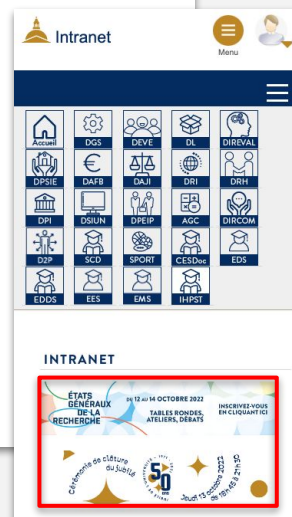 Intranet
Menu
Accueil
DGS
DEVE
DL
DIREVAL
DPSIE
DAFB
DAJI
DRI
DRH
DPI
DSIUN
DPEIP
AGC
DIRCOM
D2P
SCD
SPORT
CESDoc
EDS
EDDS
EES
EMS
IHPST
INTRANET
ÉTATS
GÉNÉRAUX
DE LA
RECHERCHE
DU 12 AU 14 OCTOBRE 2022
TABLES RONDES,
ATELIERS, DÉBATS
INSCRIVEZ-VOUS
EN CLIQUANT ICI
Cérémonie de clôture
du jubilé
50
Jeudi 13 octobre 2022
de 18h45 à 21h30